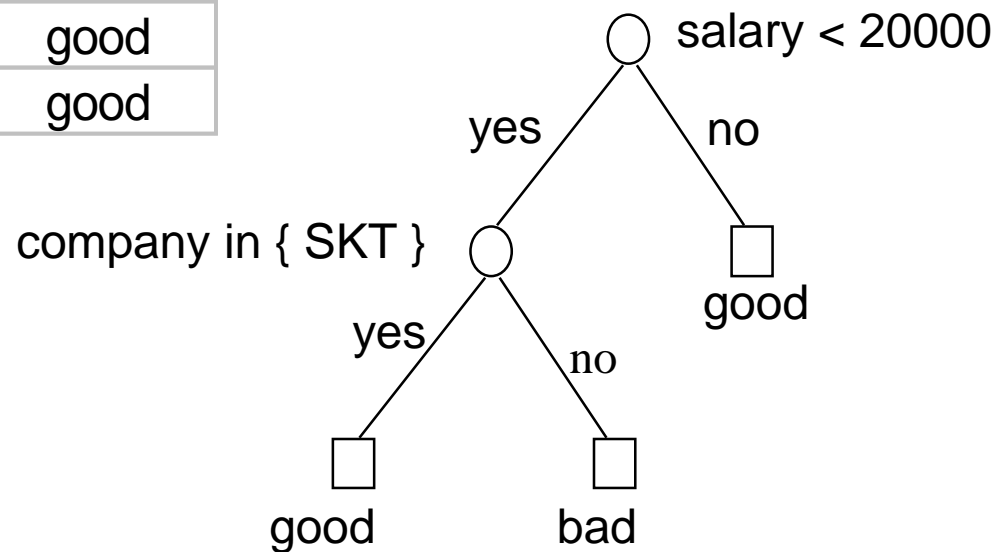 good
good
salary < 20000
yes
no
company in { SKT }
good
yes
no
good
bad